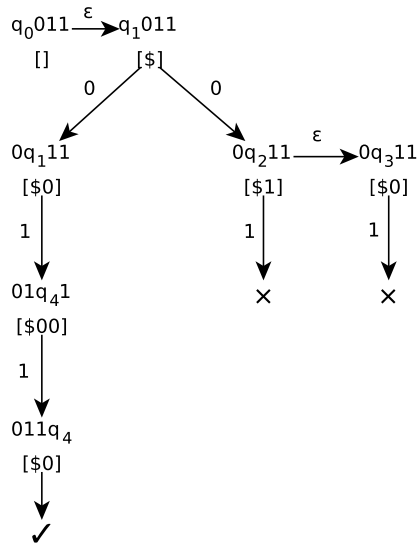 q₀011 ε q₁011
[] [$]
0 0
0q₁11 0q₂11 ε 0q₃11
[$0] [$1] [$0]
1 1 1
01q₄1 × ×
[$00]
1
011q₄
[$0]
✓